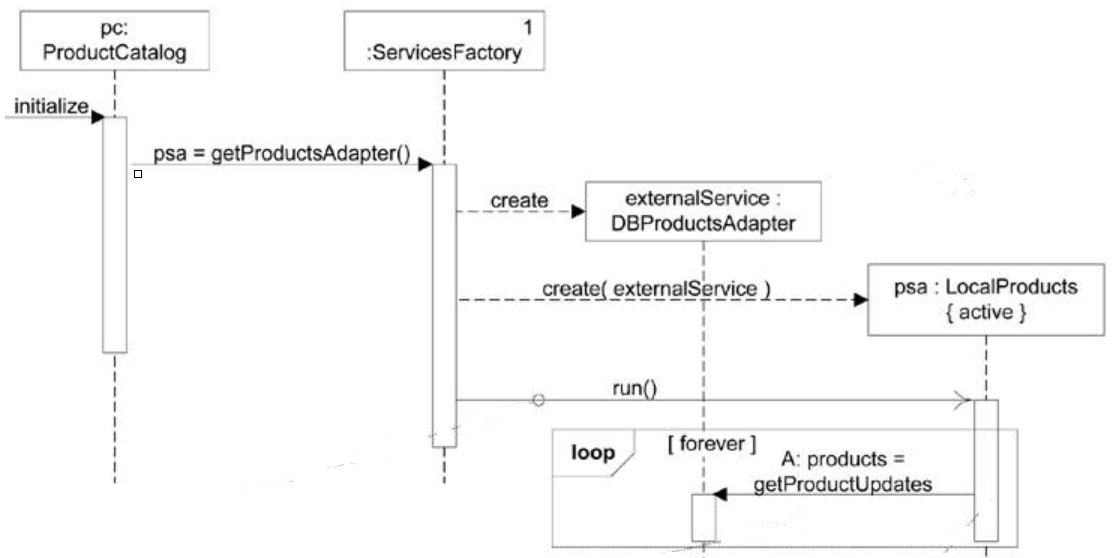 pc:
ProductCatalog
1
:ServicesFactory
initialize
psa = getProductsAdapter()
create
externalService :
DBProductsAdapter
create( externalService )
psa : LocalProducts
{ active }
run()
loop
[ forever ]
A: products =
getProductUpdates